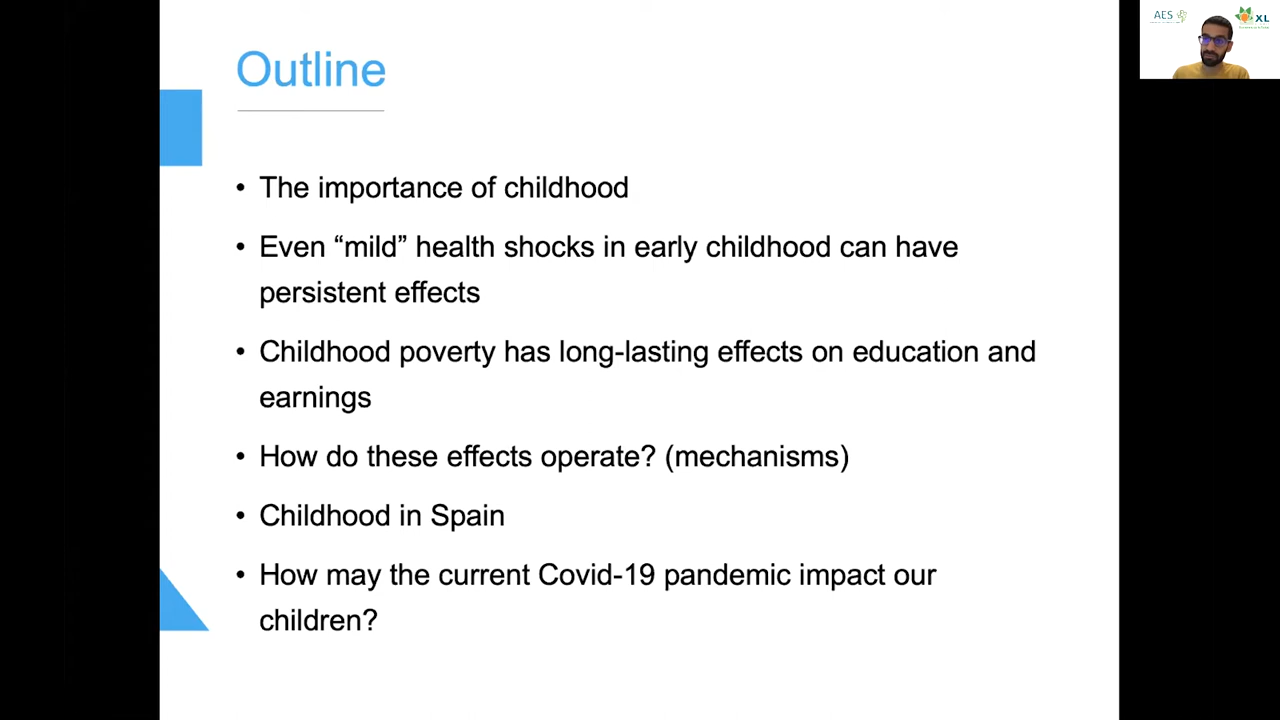 AES
XL
Outline
• The importance of childhood
• Even “mild” health shocks in early childhood can have
persistent effects
• Childhood poverty has long-lasting effects on education and
earnings
• How do these effects operate? (mechanisms)
• Childhood in Spain
• How may the current Covid-19 pandemic impact our
children?